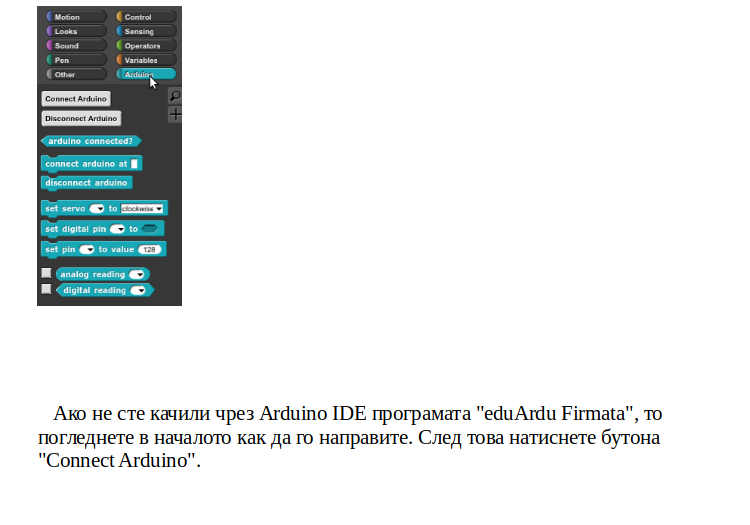 Motion Control
Looks Sensing
Sound Operators
Pen Variables
Other Arduino
Connect Arduino
Disconnect Arduino
arduino connected?
connect arduino at
disconnect arduino
set servo to clockwise
set digital pin to
set pin to value 128
analog reading
digital reading
Ако не сте качили чрез Arduino IDE програмата "eduArdu Firmata", то
погледнете в началото как да го направите. След това натиснете бутона
"Connect Arduino".